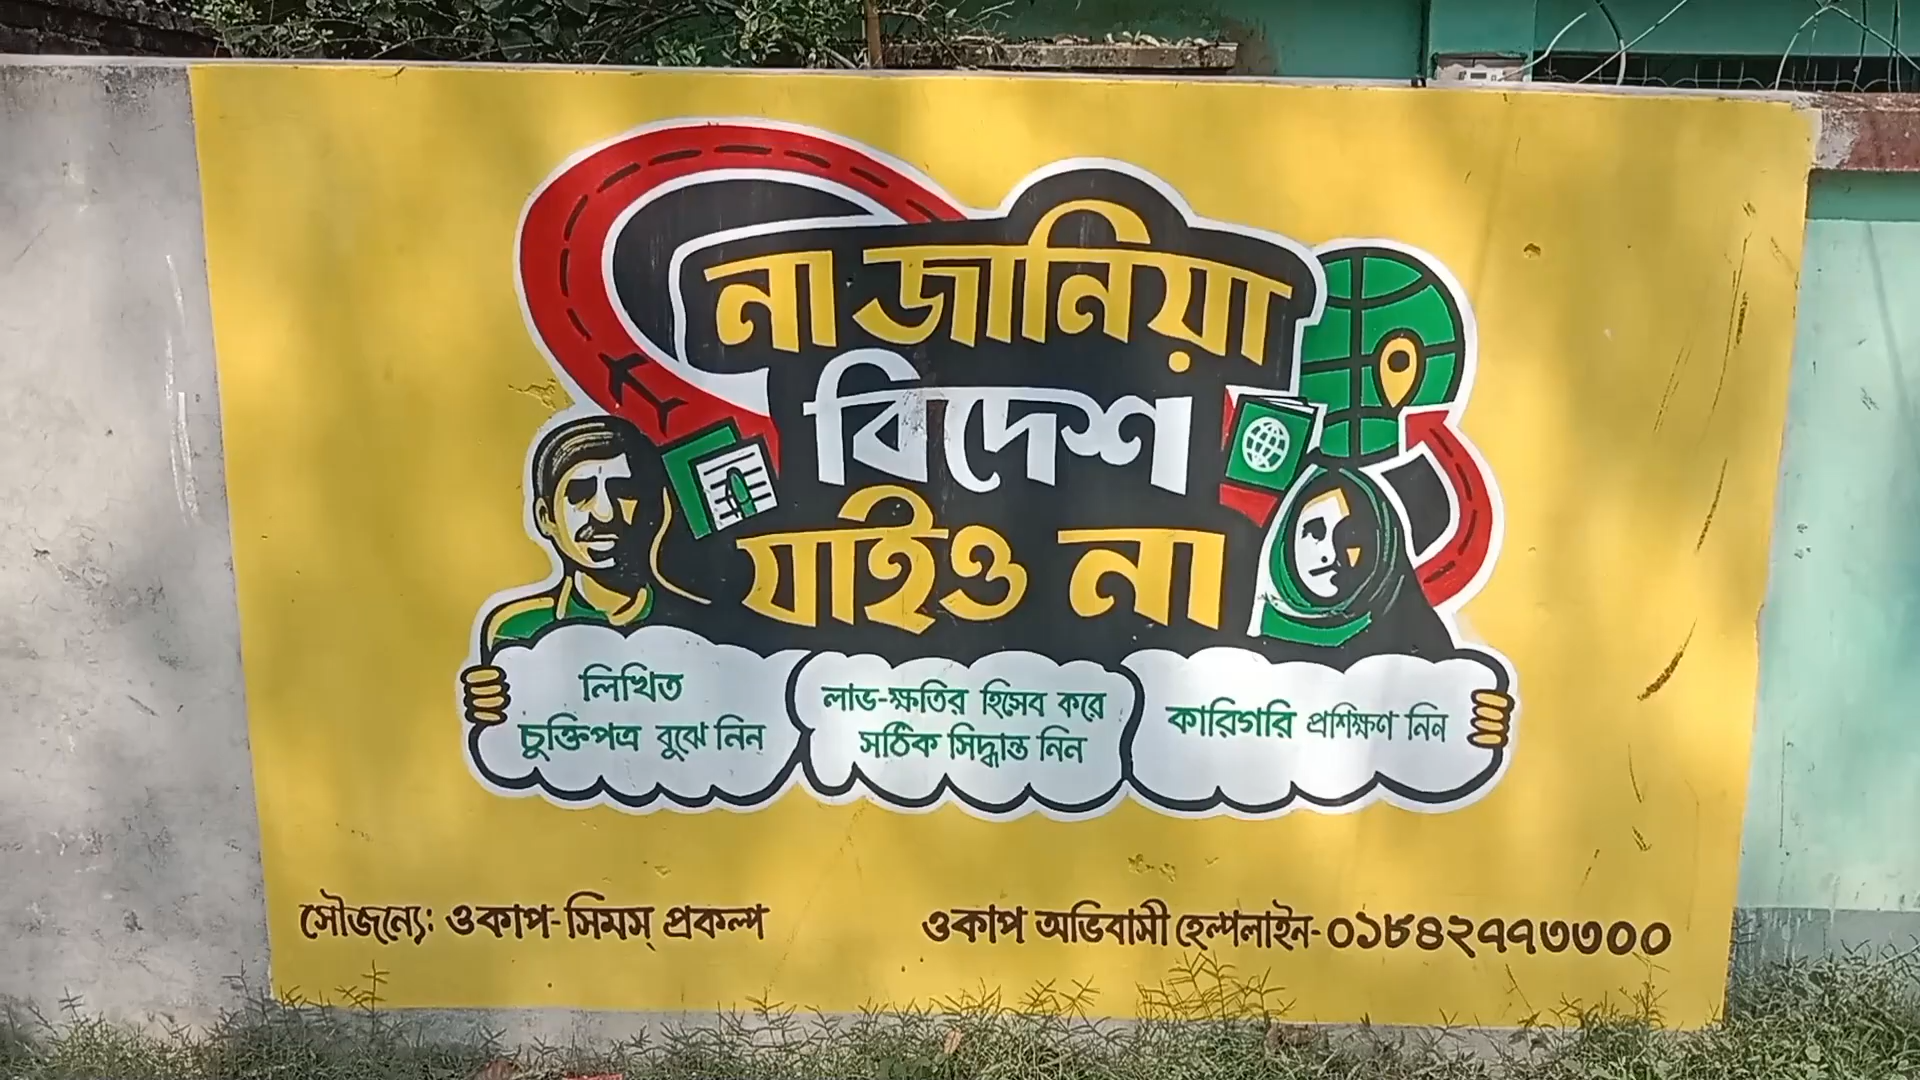 না জানিয়া
বিদেশ
যাইও না
লিখিত
চুক্তিপত্র বুঝে নিন
লাভ-ক্ষতির হিসেব করে
সঠিক সিদ্ধান্ত নিন
কারিগরি প্রশিক্ষণ নিন
সৌজন্যে: ওকাপ-সিমস্ প্রকল্প
ওকাপ অভিবাসী হেল্পলাইন-০১৮৪২৭৭৩৩০০